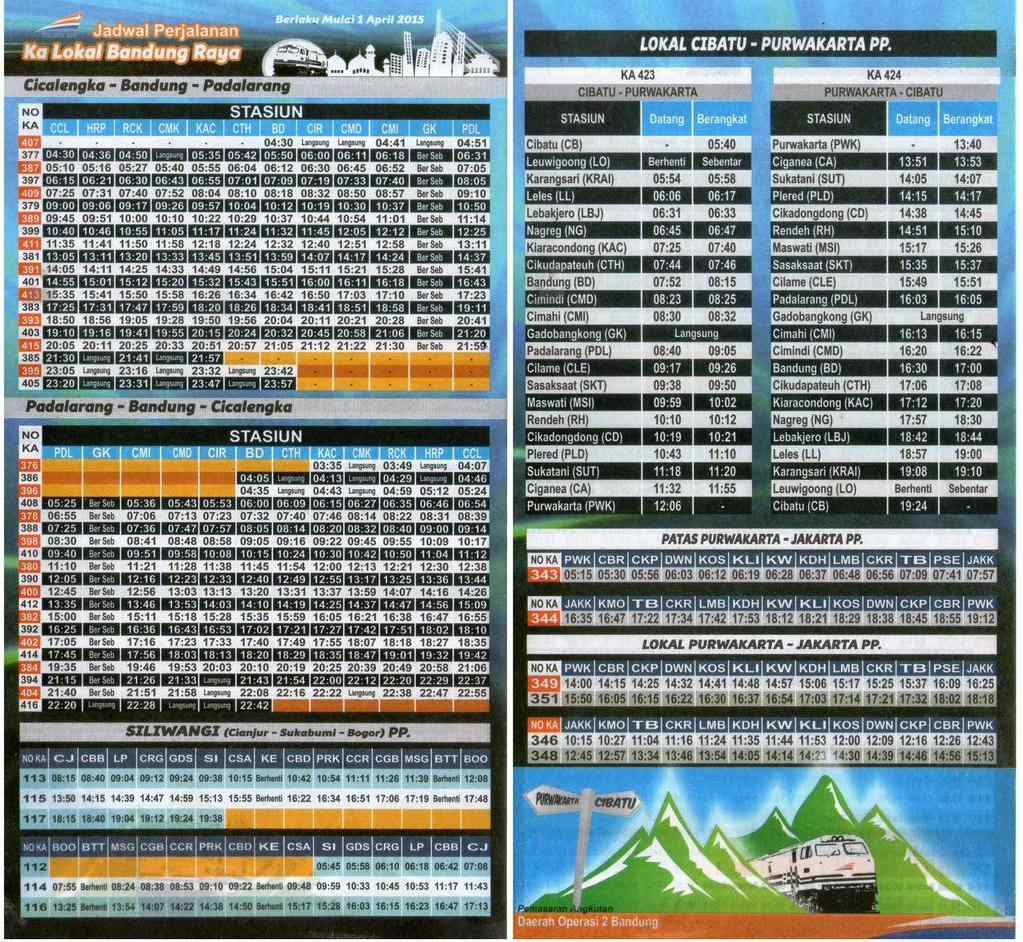 Berlaku Mulai 1 April 2015
Jadwal Perjalanan
Ka Lokal Bandung Raya
Cicalengka - Bandung - Padalarang
NO KA STASIUN
CCL HRP RCK CMK KAC CTH BD CIR CMD CMI GK PDL
407 - - - - - - 04:30 Langsung Langsung 04:41 Langsung 04:51
377 04:30 04:36 04:50 Langsung 05:35 05:42 05:50 06:00 06:11 06:18 Ber Seb 06:31
387 05:10 05:16 05:27 05:40 05:55 06:04 06:12 06:30 06:45 06:52 Ber Seb 07:05
397 06:15 06:21 06:30 06:43 06:55 07:01 07:09 07:19 07:33 07:40 Ber Seb 08:05
409 07:25 07:31 07:40 07:52 08:04 08:10 08:18 08:32 08:50 08:57 Ber Seb 09:10
379 09:00 09:06 09:17 09:26 09:57 10:04 10:12 10:19 10:30 10:37 Ber Seb 10:50
389 09:45 09:51 10:00 10:10 10:22 10:29 10:37 10:44 10:54 11:01 Ber Seb 11:14
399 10:40 10:46 10:55 11:05 11:17 11:24 11:32 11:45 12:05 12:12 Ber Seb 12:25
411 11:35 11:41 11:50 11:58 12:18 12:24 12:32 12:40 12:51 12:58 Ber Seb 13:11
381 13:05 13:11 13:20 13:33 13:45 13:51 13:59 14:07 14:17 14:24 Ber Seb 14:37
391 14:05 14:11 14:25 14:33 14:49 14:56 15:04 15:11 15:21 15:28 Ber Seb 15:41
401 14:55 15:01 15:12 15:20 15:32 15:43 15:51 16:00 16:11 16:18 Ber Seb 16:43
413 15:35 15:41 15:50 15:58 16:26 16:34 16:42 16:50 17:03 17:10 Ber Seb 17:23
383 17:25 17:31 17:47 17:59 18:20 18:26 18:34 18:41 18:51 18:58 Ber Seb 19:11
393 18:50 18:56 19:05 19:28 19:50 19:56 20:04 20:11 20:21 20:28 Ber Seb 20:41
403 19:10 19:16 19:41 19:55 20:15 20:24 20:32 20:45 20:58 21:06 Ber Seb 21:20
415 20:05 20:11 20:25 20:33 20:51 20:57 21:05 21:12 21:22 21:30 Ber Seb 21:59
385 21:30 Langsung 21:41 Langsung 21:57 - - - - - - -
395 23:05 Langsung 23:16 Langsung 23:32 Langsung 23:42 - - - - -
405 23:20 Langsung 23:31 Langsung 23:47 Langsung 23:57 - - - - -
Padalarang - Bandung - Cicalengka
NO KA STASIUN
PDL GK CMI CMD CIR BD CTH KAC CMK RCK HRP CCL
376 03:35 Langsung 03:49 Langsung 04:07
386 04:05 Langsung 04:13 Langsung 04:29 Langsung 04:46
396 04:35 Langsung 04:43 Langsung 04:59 05:12 05:24
408 05:25 Ber Seb 05:36 05:43 05:53 06:00 06:09 06:15 06:27 06:35 06:46 06:54
378 06:55 Ber Seb 07:06 07:13 07:23 07:32 07:40 07:46 08:14 08:22 08:31 08:39
388 07:25 Ber Seb 07:36 07:47 07:57 08:05 08:14 08:20 08:32 08:40 09:00 09:14
398 08:30 Ber Seb 08:41 08:48 08:58 09:05 09:16 09:22 09:45 09:55 10:09 10:17
410 09:40 Ber Seb 09:51 09:58 10:08 10:15 10:24 10:30 10:42 10:50 11:04 11:12
380 11:10 Ber Seb 11:21 11:28 11:38 11:45 11:54 12:00 12:13 12:21 12:30 12:38
390 12:05 Ber Seb 12:16 12:23 12:33 12:40 12:49 12:55 13:17 13:25 13:36 13:44
400 12:45 Ber Seb 12:56 13:03 13:13 13:20 13:31 13:37 13:59 14:07 14:16 14:26
412 13:35 Ber Seb 13:46 13:53 14:03 14:10 14:19 14:25 14:37 14:47 14:56 15:09
382 15:00 Ber Seb 15:11 15:18 15:28 15:35 15:59 16:05 16:21 16:38 16:47 16:55
392 16:25 Ber Seb 16:36 16:43 16:53 17:02 17:21 17:27 17:42 17:51 18:02 18:10
402 17:05 Ber Seb 17:16 17:23 17:33 17:40 17:49 17:55 18:07 18:18 18:27 18:35
414 17:45 Ber Seb 17:56 18:03 18:13 18:20 18:29 18:35 18:47 19:01 19:32 19:42
384 19:35 Ber Seb 19:46 19:53 20:03 20:10 20:19 20:25 20:39 20:49 20:58 21:06
394 21:15 Ber Seb 21:26 21:33 Langsung 21:43 21:54 22:00 22:12 22:20 22:29 22:37
404 21:40 Ber Seb 21:51 21:58 Langsung 22:08 22:16 22:22 Langsung 22:38 22:47 22:55
416 22:20 Langsung 22:28 Langsung Langsung 22:42
SILIWANGI (Cianjur - Sukabumi - Bogor) PP.
NO KA CJ CBB LP CRG GDS SI CSA KE CBD PRK CCR CGB MSG BTT BOO
113 08:15 08:40 09:04 09:12 09:24 09:38 10:15 Berhenti 10:42 10:54 11:11 11:26 11:39 Berhenti 12:08
115 13:50 14:15 14:39 14:47 14:59 15:13 15:55 Berhenti 16:22 16:34 16:51 17:06 17:19 Berhenti 17:48
117 18:15 18:40 19:04 19:12 19:24 19:38
NO KA BOO BTT MSG CGB CCR PRK CBD KE CSA SI GDS CRG LP CBB CJ
112 05:45 05:58 06:10 06:18 06:42 07:08
114 07:55 Berhenti 08:24 08:38 08:53 09:10 09:22 Berhenti 09:48 09:59 10:33 10:45 10:53 11:17 11:43
116 13:25 Berhenti 13:54 14:07 14:22 14:38 14:50 Berhenti 15:17 15:28 16:03 16:15 16:23 16:47 17:13
LOKAL CIBATU - PURWAKARTA PP.
KA 423
CIBATU - PURWAKARTA
STASIUN Datang Berangkat
Cibatu (CB) - 05:40
Leuwigoong (LO) Berhenti Sebentar
Karangsari (KRAI) 05:54 05:58
Leles (LL) 06:06 06:17
Lebakjero (LBJ) 06:31 06:33
Nagreg (NG) 06:45 06:47
Kiaracondong (KAC) 07:25 07:40
Cikudapateuh (CTH) 07:44 07:46
Bandung (BD) 07:52 08:15
Cimindi (CMD) 08:23 08:25
Cimahi (CMI) 08:30 08:32
Gadobangkong (GK) Langsung
Padalarang (PDL) 08:40 09:05
Cilame (CLE) 09:17 09:26
Sasaksaat (SKT) 09:38 09:50
Maswati (MSI) 09:59 10:02
Rendeh (RH) 10:10 10:12
Cikadongdong (CD) 10:19 10:21
Plered (PLD) 10:43 11:10
Sukatani (SUT) 11:18 11:20
Ciganea (CA) 11:32 11:55
Purwakarta (PWK) 12:06 -
KA 424
PURWAKARTA - CIBATU
STASIUN Datang Berangkat
Purwakarta (PWK) - 13:40
Ciganea (CA) 13:51 13:53
Sukatani (SUT) 14:05 14:07
Plered (PLD) 14:15 14:17
Cikadongdong (CD) 14:38 14:45
Rendeh (RH) 14:51 15:10
Maswati (MSI) 15:17 15:26
Sasaksaat (SKT) 15:35 15:37
Cilame (CLE) 15:49 15:51
Padalarang (PDL) 16:03 16:05
Gadobangkong (GK) Langsung
Cimahi (CMI) 16:13 16:15
Cimindi (CMD) 16:20 16:22
Bandung (BD) 16:30 17:00
Cikudapateuh (CTH) 17:06 17:08
Kiaracondong (KAC) 17:12 17:20
Nagreg (NG) 17:57 18:30
Lebakjero (LBJ) 18:42 18:44
Leles (LL) 18:57 19:00
Karangsari (KRAI) 19:08 19:10
Leuwigoong (LO) Berhenti Sebentar
Cibatu (CB) 19:24 -
PATAS PURWAKARTA - JAKARTA PP.
NO KA PWK CBR CKP DWN KOS KLI KW KDH LMB CKR TB PSE JAKK
343 05:15 05:30 05:56 06:03 06:12 06:19 06:28 06:37 06:48 06:56 07:09 07:41 07:57
NO KA JAKK KMO TB CKR LMB KDH KW KLI KOS DWN CKP CBR PWK
344 16:35 16:47 17:22 17:34 17:42 17:53 18:12 18:21 18:29 18:38 18:45 18:55 19:12
LOKAL PURWAKARTA - JAKARTA PP.
NO KA PWK CBR CKP DWN KOS KLI KW KDH LMB CKR TB PSE JAKK
349 14:00 14:15 14:25 14:32 14:41 14:48 14:57 15:06 15:17 15:25 15:37 16:09 16:25
351 15:50 16:05 16:15 16:22 16:30 16:37 16:54 17:03 17:14 17:21 17:32 18:02 18:18
NO KA JAKK KMO TB CKR LMB KDH KW KLI KOS DWN CKP CBR PWK
346 10:15 10:27 11:04 11:16 11:24 11:35 11:44 11:53 12:00 12:09 12:16 12:26 12:43
348 12:45 12:57 13:34 13:46 13:54 14:05 14:14 14:23 14:30 14:39 14:46 14:56 15:13
PURWAKARTA CIBATU
Pemasaran Angkutan
Daerah Operasi 2 Bandung